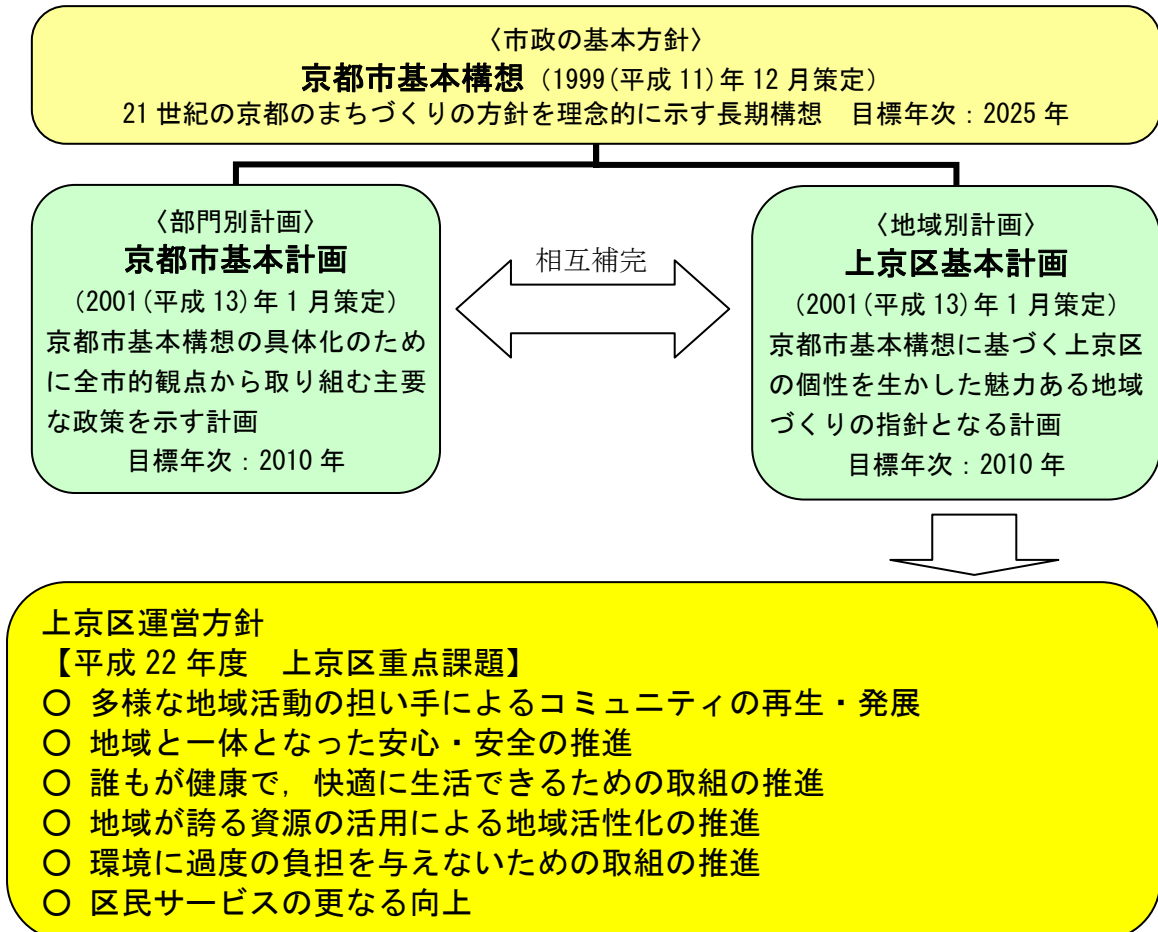 〈市政の基本方針〉
京都市基本構想（1999(平成 11)年 12 月策定）
21 世紀の京都のまちづくりの方針を理念的に示す長期構想　目標年次：2025 年
〈部門別計画〉
京都市基本計画
（2001(平成 13)年 1 月策定）
京都市基本構想の具体化のため
に全市的観点から取り組む主要
な政策を示す計画
目標年次：2010 年
相互補完
〈地域別計画〉
上京区基本計画
（2001(平成 13)年 1 月策定）
京都市基本構想に基づく上京区
の個性を生かした魅力ある地域
づくりの指針となる計画
目標年次：2010 年
上京区運営方針
【平成 22 年度　上京区重点課題】
○ 多様な地域活動の担い手によるコミュニティの再生・発展
○ 地域と一体となった安心・安全の推進
○ 誰もが健康で，快適に生活できるための取組の推進
○ 地域が誇る資源の活用による地域活性化の推進
○ 環境に過度の負担を与えないための取組の推進
○ 区民サービスの更なる向上